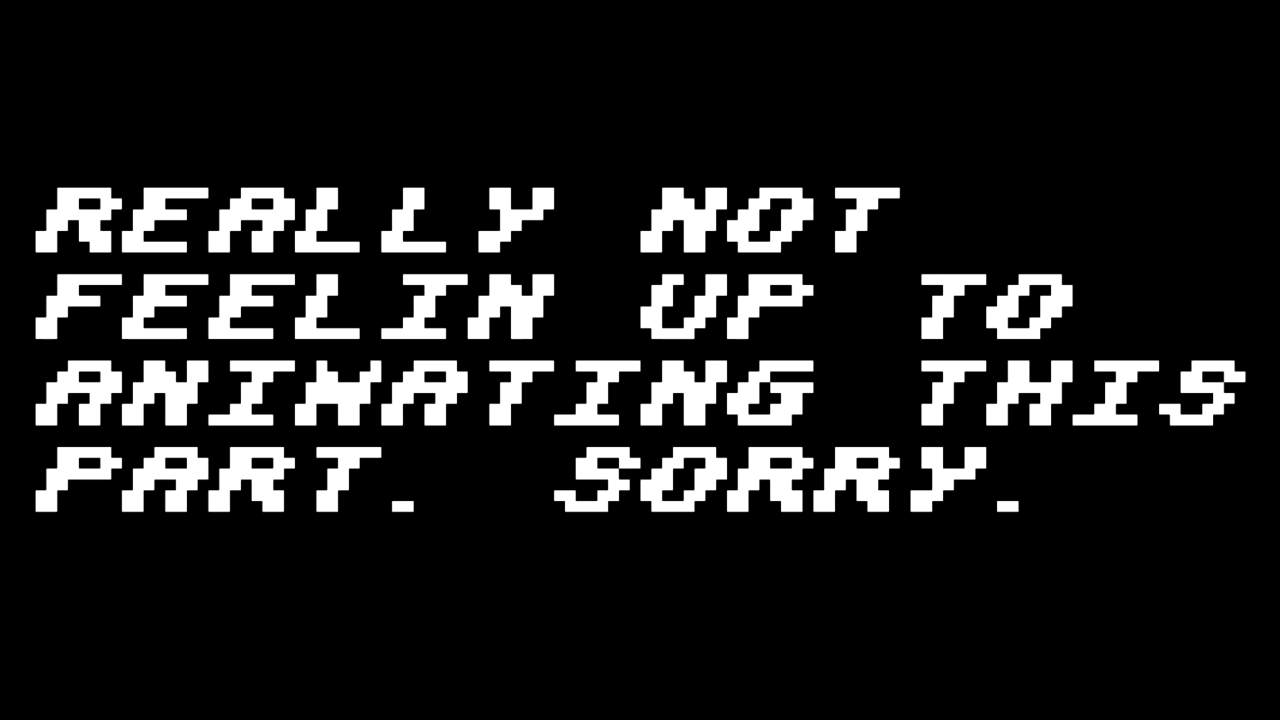 REALLY NOT
FEELIN UP TO
ANIMATING THIS
PART. SORRY.